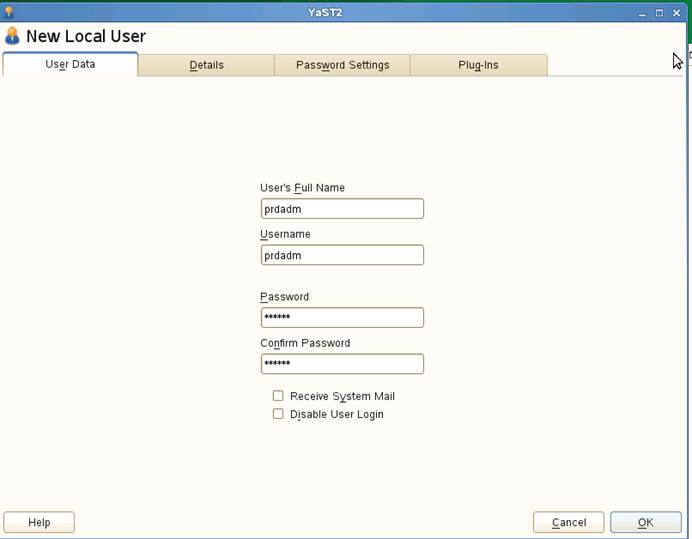 YaST2
New Local User
User Data Details Password Settings Plug-Ins
User's Full Name
prdadm
Username
prdadm
Password
******
Confirm Password
******
Receive System Mail
Disable User Login
Help Cancel OK